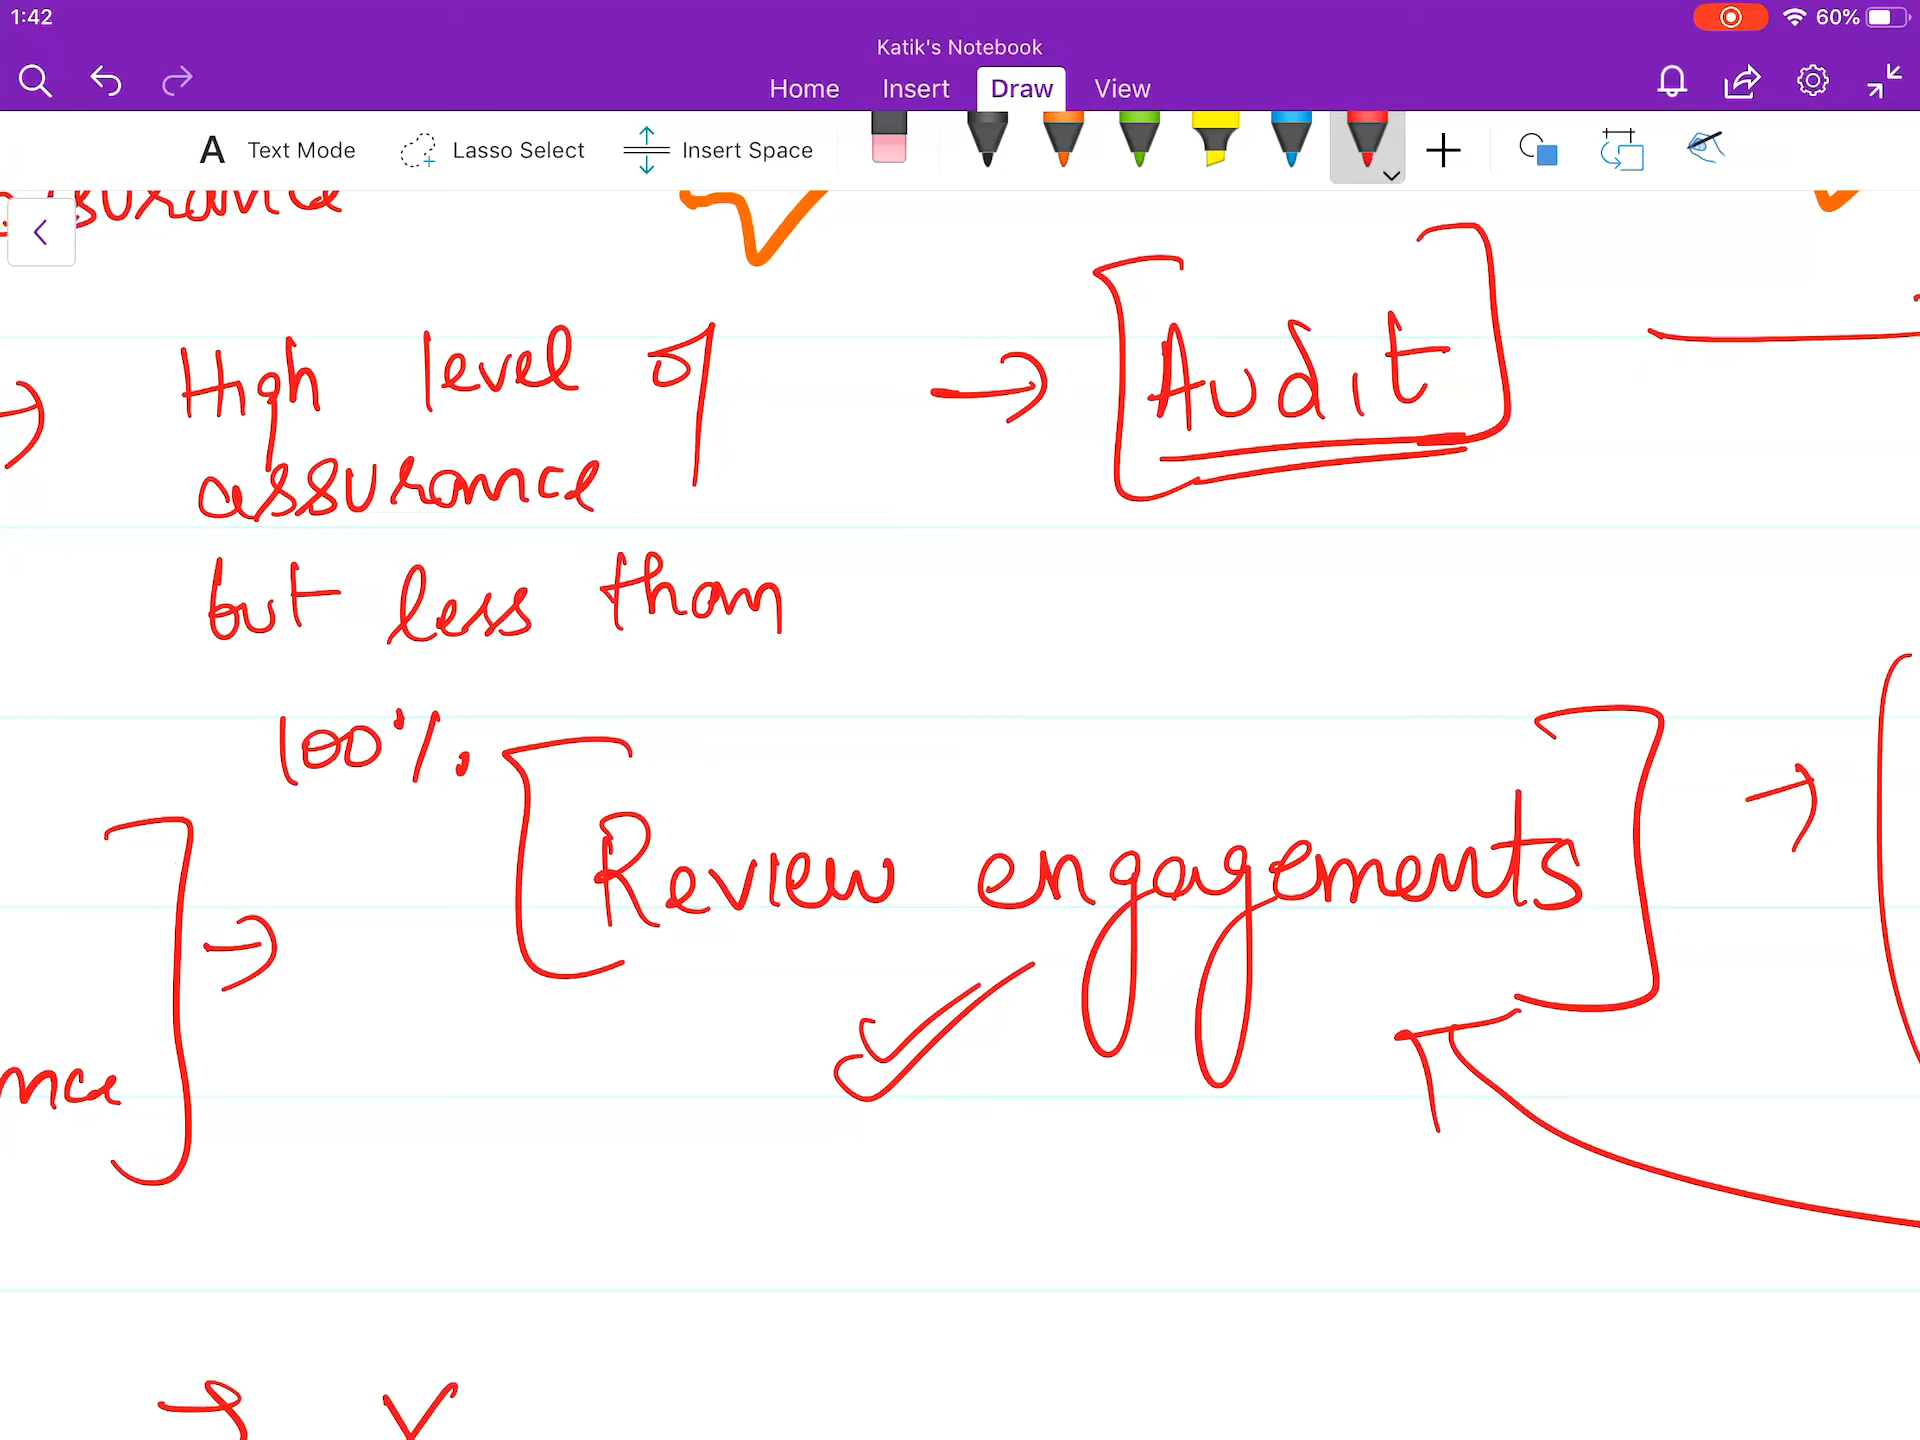 1:42
60%
Katik's Notebook
Home Insert Draw View
A Text Mode Lasso Select Insert Space
High level of → [Audit]
assurance
but less than
100%.
[Review engagements] →